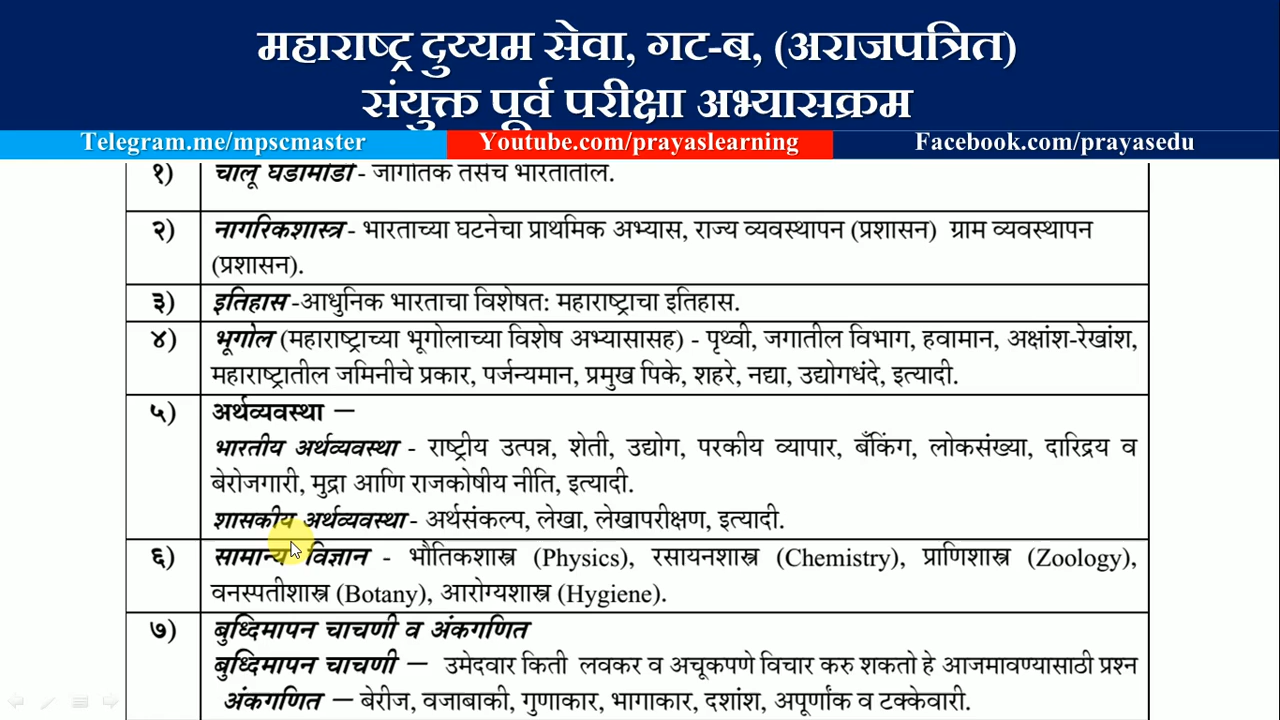 महाराष्ट्र दुय्यम सेवा, गट-ब, (अराजपत्रित)
संयुक्त पूर्व परीक्षा अभ्यासक्रम
Telegram.me/mpscmaster Youtube.com/prayaslearning Facebook.com/prayasedu
१) चालू घडामोडी - जागतिक तसेच भारतातील.
२) नागरिकशास्त्र - भारताच्या घटनेचा प्राथमिक अभ्यास, राज्य व्यवस्थापन (प्रशासन) ग्राम व्यवस्थापन
(प्रशासन).
३) इतिहास -आधुनिक भारताचा विशेषत: महाराष्ट्राचा इतिहास.
४) भूगोल (महाराष्ट्राच्या भूगोलाच्या विशेष अभ्यासासह) - पृथ्वी, जगातील विभाग, हवामान, अक्षांश-रेखांश,
महाराष्ट्रातील जमिनीचे प्रकार, पर्जन्यमान, प्रमुख पिके, शहरे, नद्या, उद्योगधंदे, इत्यादी.
५) अर्थव्यवस्था —
भारतीय अर्थव्यवस्था - राष्ट्रीय उत्पन्न, शेती, उद्योग, परकीय व्यापार, बँकिंग, लोकसंख्या, दारिद्रय व
बेरोजगारी, मुद्रा आणि राजकोषीय नीति, इत्यादी.
शासकीय अर्थव्यवस्था - अर्थसंकल्प, लेखा, लेखापरीक्षण, इत्यादी.
६) सामान्य विज्ञान - भौतिकशास्त्र (Physics), रसायनशास्त्र (Chemistry), प्राणिशास्त्र (Zoology),
वनस्पतीशास्त्र (Botany), आरोग्यशास्त्र (Hygiene).
७) बुध्दिमापन चाचणी व अंकगणित
बुध्दिमापन चाचणी — उमेदवार किती लवकर व अचूकपणे विचार करु शकतो हे आजमावण्यासाठी प्रश्न
अंकगणित — बेरीज, वजाबाकी, गुणाकार, भागाकार, दशांश, अपूर्णांक व टक्केवारी.